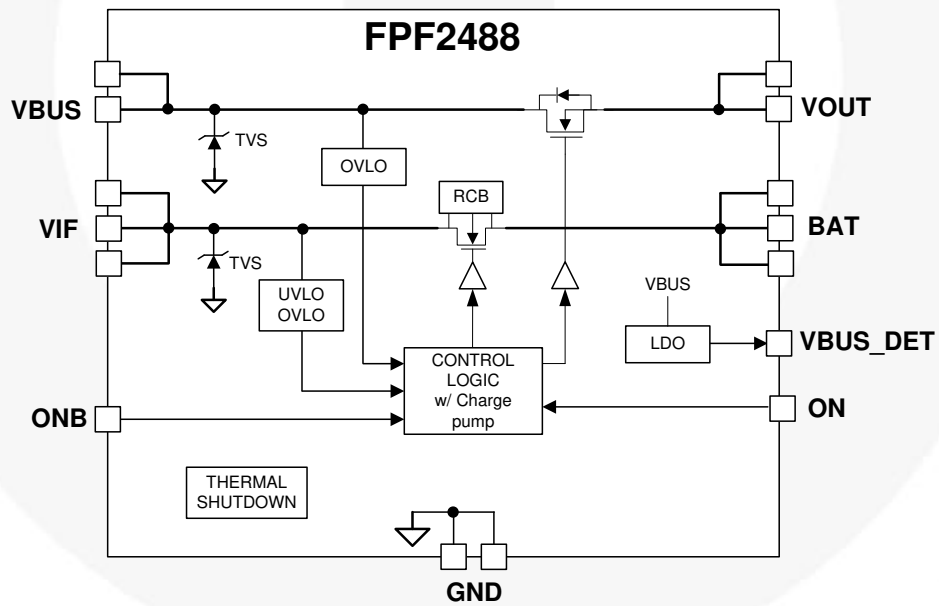 FPF2488
VBUS
VOUT
TVS
OVLO
RCB
VIF
BAT
TVS
UVLO
OVLO
VBUS
LDO
VBUS_DET
CONTROL
LOGIC
w/ Charge
pump
ONB
ON
THERMAL
SHUTDOWN
GND